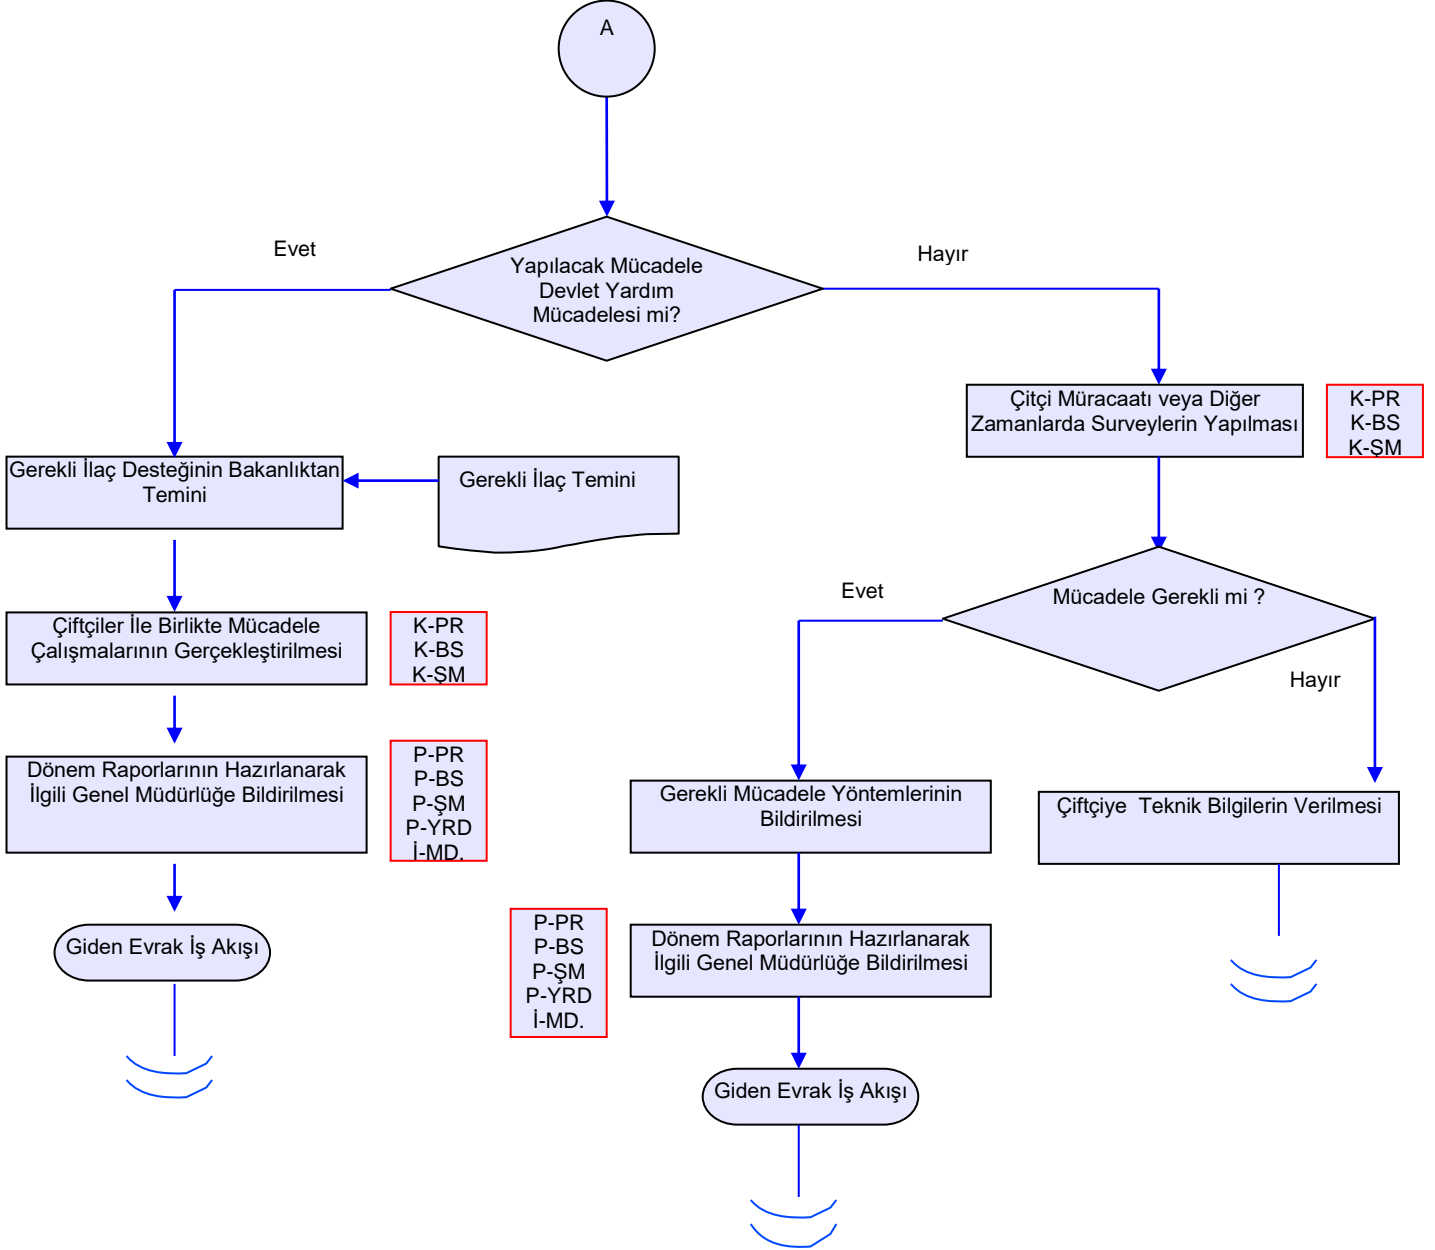 A
Evet
Hayır
Yapılacak Mücadele
Devlet Yardım
Mücadelesi mi?
Çitçi Müracaatı veya Diğer
Zamanlarda Surveylerin Yapılması
K-PR
K-BS
K-ŞM
Gerekli İlaç Desteğinin Bakanlıktan
Temini
Gerekli İlaç Temini
Evet
Mücadele Gerekli mi ?
Hayır
Çiftçiler İle Birlikte Mücadele
Çalışmalarının Gerçekleştirilmesi
K-PR
K-BS
K-ŞM
Dönem Raporlarının Hazırlanarak
İlgili Genel Müdürlüğe Bildirilmesi
P-PR
P-BS
P-ŞM
P-YRD
İ-MD.
Gerekli Mücadele Yöntemlerinin
Bildirilmesi
Çiftçiye  Teknik Bilgilerin Verilmesi
Giden Evrak İş Akışı
P-PR
P-BS
P-ŞM
P-YRD
İ-MD.
Dönem Raporlarının Hazırlanarak
İlgili Genel Müdürlüğe Bildirilmesi
Giden Evrak İş Akışı